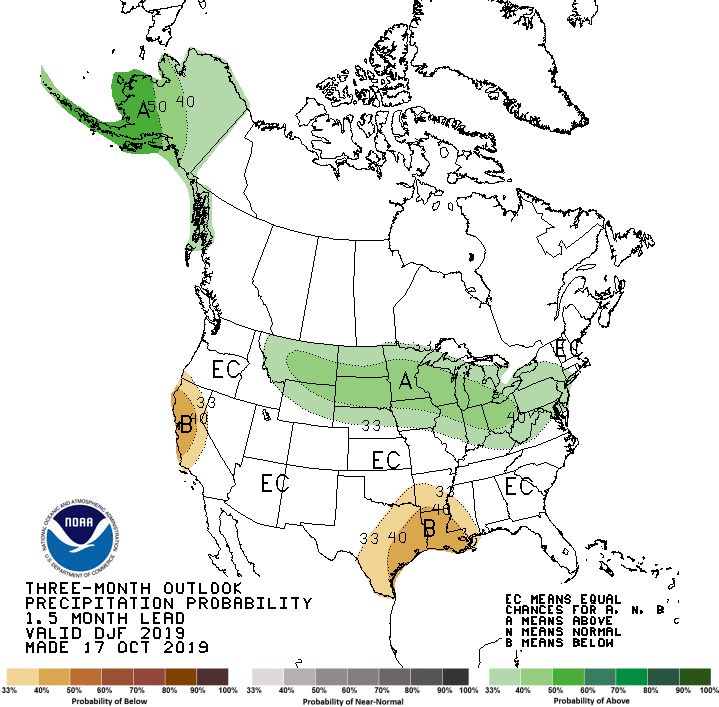 A
50
40
EC
EC
A
33
40
33
B
40
33
EC
EC
33
40
B
33
40
EC
NATIONAL OCEANIC AND ATMOSPHERIC ADMINISTRATION
NOAA
U.S. DEPARTMENT OF COMMERCE
THREE-MONTH OUTLOOK
PRECIPITATION PROBABILITY
1.5 MONTH LEAD
VALID DJF 2019
MADE 17 OCT 2019
EC MEANS EQUAL
CHANCES FOR A, N, B
A MEANS ABOVE
N MEANS NORMAL
B MEANS BELOW
33% 40% 50% 60% 70% 80% 90% 100%
Probability of Below
33% 40% 50% 60% 70% 80% 90% 100%
Probability of Near-Normal
33% 40% 50% 60% 70% 80% 90% 100%
Probability of Above